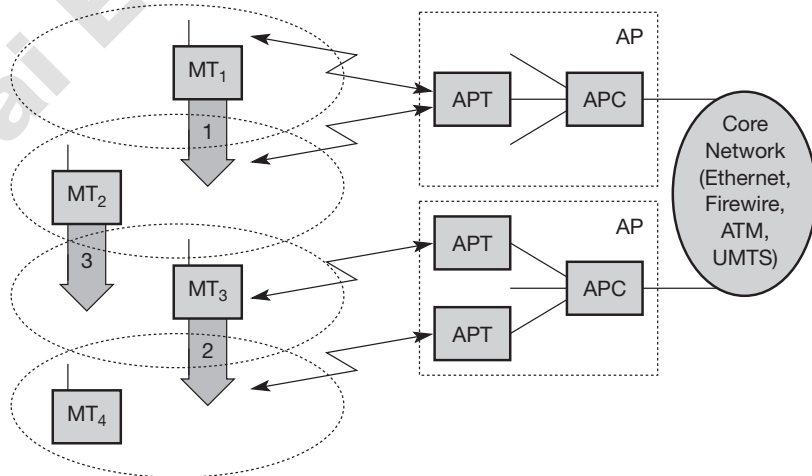 ai E
MT₁
1
MT₂
3
MT₃
2
MT₄
AP
APT
APC
AP
APT
APT
APC
Core
Network
(Ethernet,
Firewire,
ATM,
UMTS)